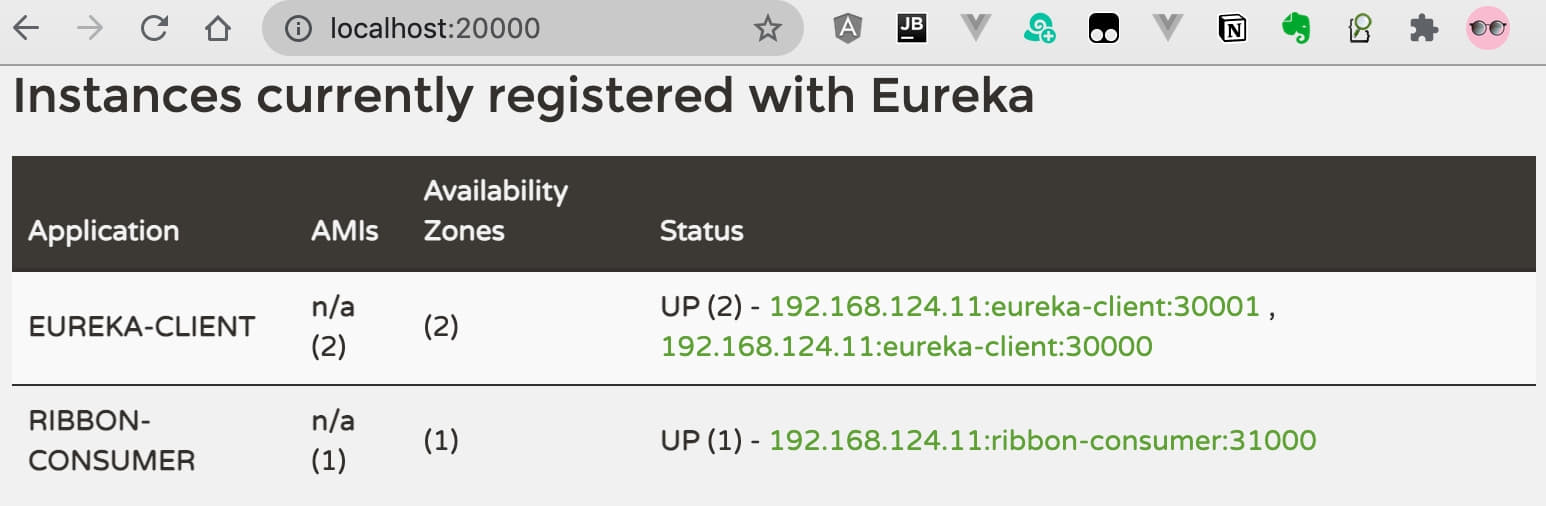 localhost:20000
JB
Instances currently registered with Eureka
Availability
Application AMIs Zones Status
n/a UP (2) - 192.168.124.11:eureka-client:30001 ,
EUREKA-CLIENT (2)
(2) 192.168.124.11:eureka-client:30000
RIBBON- n/a
(1) UP (1) - 192.168.124.11:ribbon-consumer:31000
CONSUMER (1)